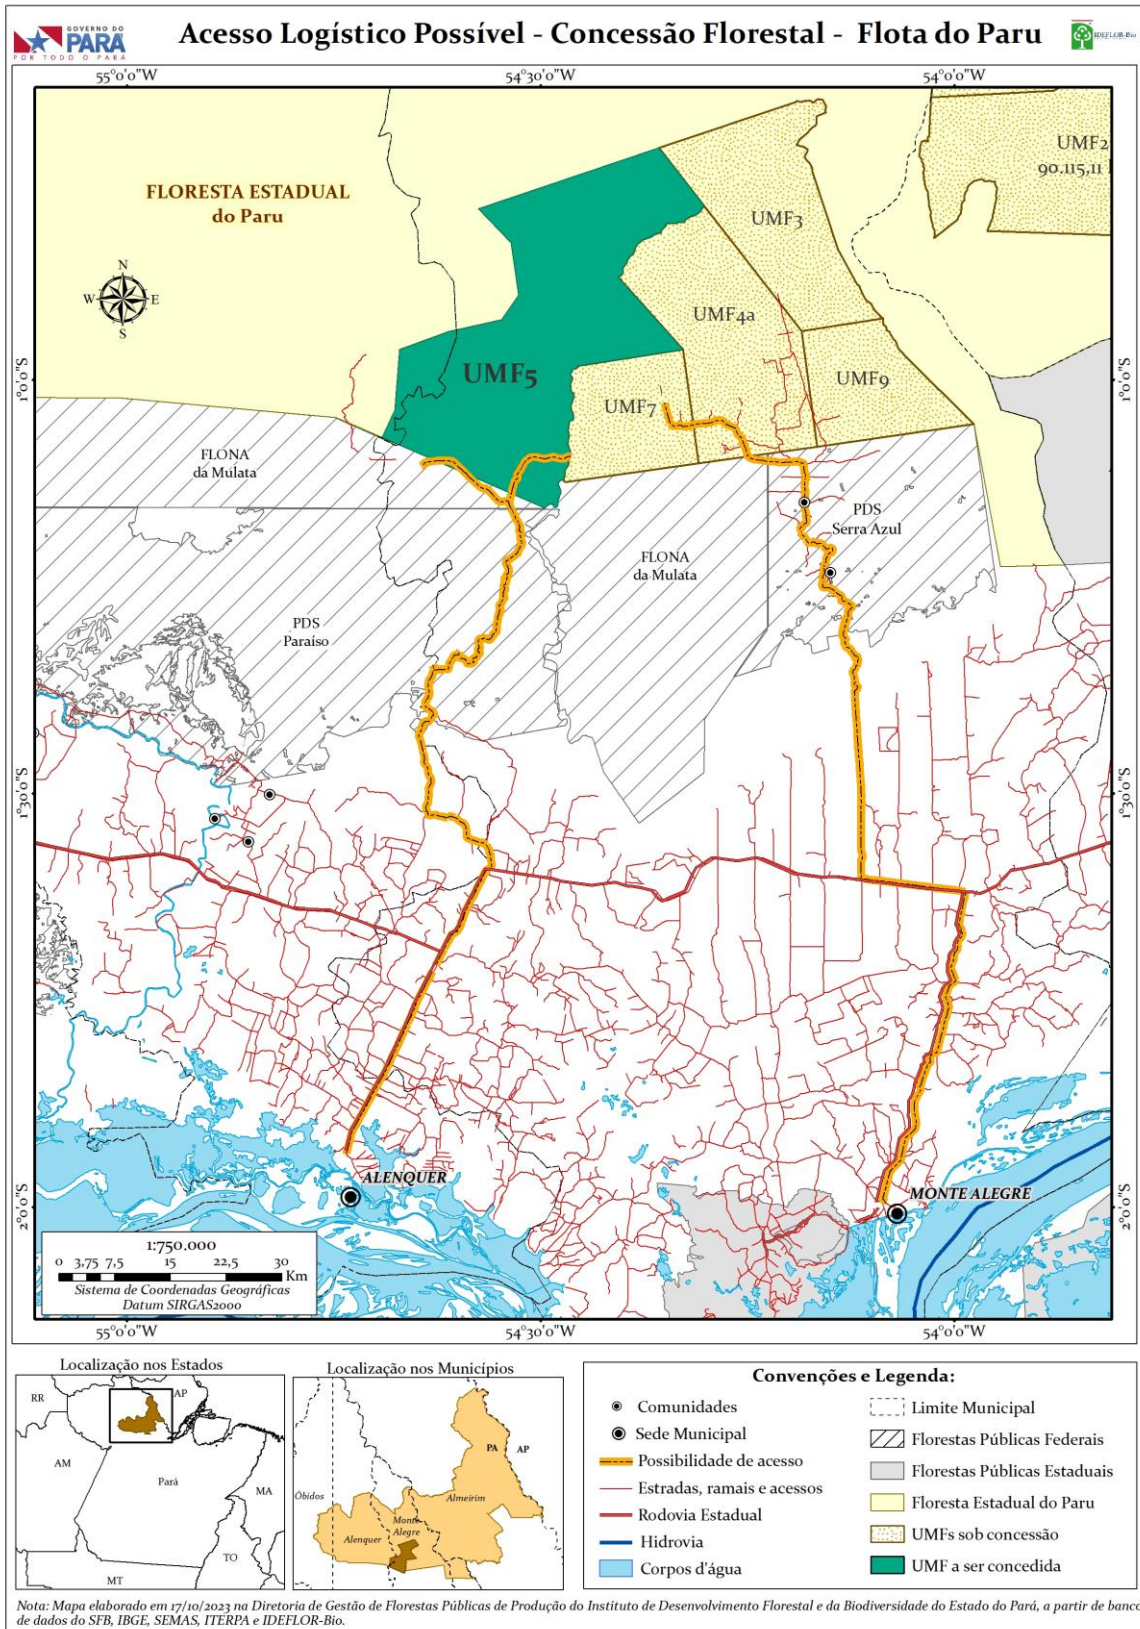 GOVERNO DO
PARÁ
POR TODO O PARÁ
Acesso Logístico Possível - Concessão Florestal - Flota do Paru
IDEFLOR-Bio
55°0'0"W
54°30'0"W
54°0'0"W
UMF2
90.115,11
FLORESTA ESTADUAL
do Paru
UMF3
N
W
E
S
UMF4a
1°0'0"S
1°0'0"S
UMF5
UMF9
UMF7
FLONA
da Mulata
PDS
Serra Azul
FLONA
da Mulata
PDS
Paraíso
1°30'0"S
1°30'0"S
ALENQUER
MONTE ALEGRE
2°0'0"S
2°0'0"S
1:750.000
0 3,75 7,5 15 22,5 30
Km
Sistema de Coordenadas Geográficas
Datum SIRGAS2000
55°0'0"W
54°30'0"W
54°0'0"W
Localização nos Estados
RR
AP
AM
Pará
MA
TO
MT
Localização nos Municípios
PA
AP
Óbidos
Almeirim
Monte
Alegre
Alenquer
Convenções e Legenda:
Comunidades
Sede Municipal
Possibilidade de acesso
Estradas, ramais e acessos
Rodovia Estadual
Hidrovia
Corpos d'água
Limite Municipal
Florestas Públicas Federais
Florestas Públicas Estaduais
Floresta Estadual do Paru
UMFs sob concessão
UMF a ser concedida
Nota: Mapa elaborado em 17/10/2023 na Diretoria de Gestão de Florestas Públicas de Produção do Instituto de Desenvolvimento Florestal e da Biodiversidade do Estado do Pará, a partir de banco
de dados do SFB, IBGE, SEMAS, ITERPA e IDEFLOR-Bio.